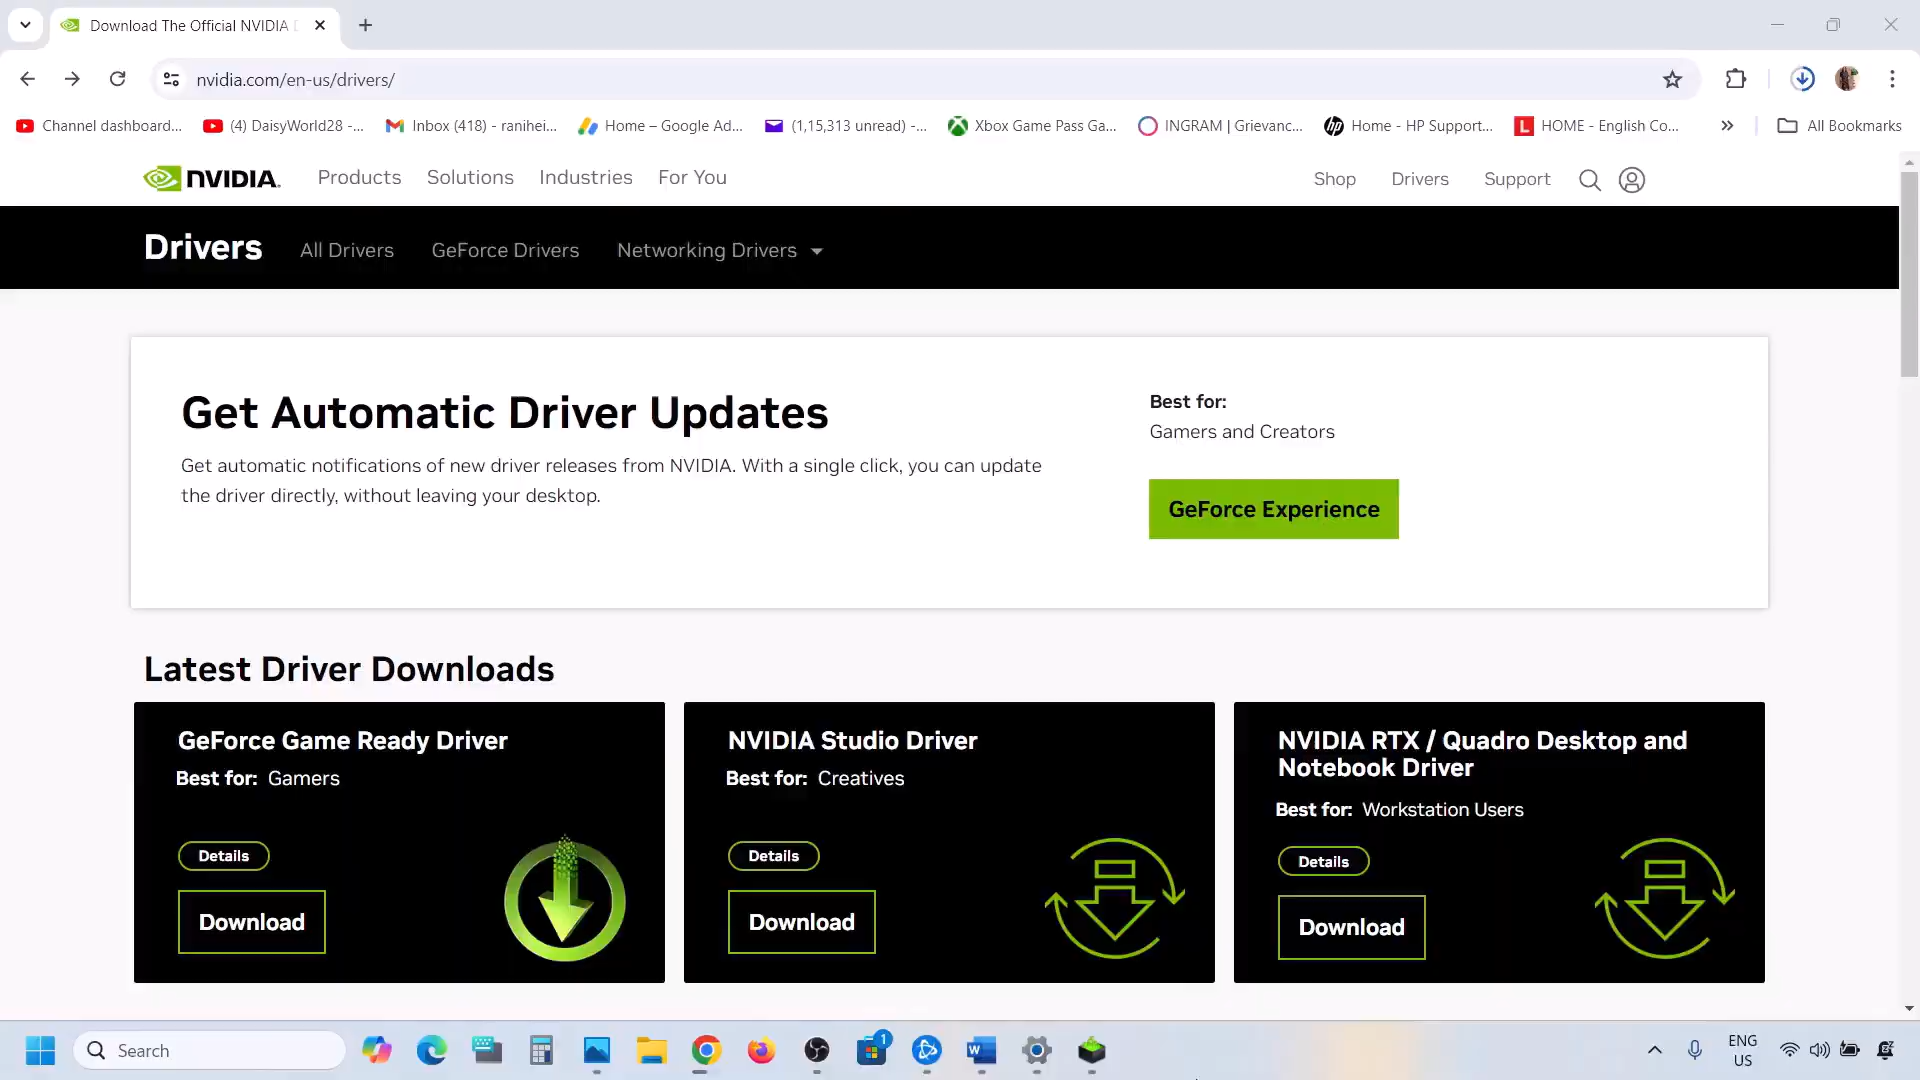 Download The Official NVIDIA D
nvidia.com/en-us/drivers/
Channel dashboard...
(4) DaisyWorld28 -...
Inbox (418) - ranihei...
Home – Google Ad...
(1,15,313 unread) -...
Xbox Game Pass Ga...
INGRAM | Grievanc...
Home - HP Support...
HOME - English Co...
All Bookmarks
NVIDIA.
Products
Solutions
Industries
For You
Shop
Drivers
Support
Drivers
All Drivers
GeForce Drivers
Networking Drivers
Get Automatic Driver Updates
Get automatic notifications of new driver releases from NVIDIA. With a single click, you can update
the driver directly, without leaving your desktop.
Best for:
Gamers and Creators
GeForce Experience
Latest Driver Downloads
GeForce Game Ready Driver
Best for: Gamers
Details
Download
NVIDIA Studio Driver
Best for: Creatives
Details
Download
NVIDIA RTX / Quadro Desktop and
Notebook Driver
Best for: Workstation Users
Details
Download
Search
1
ENG
US